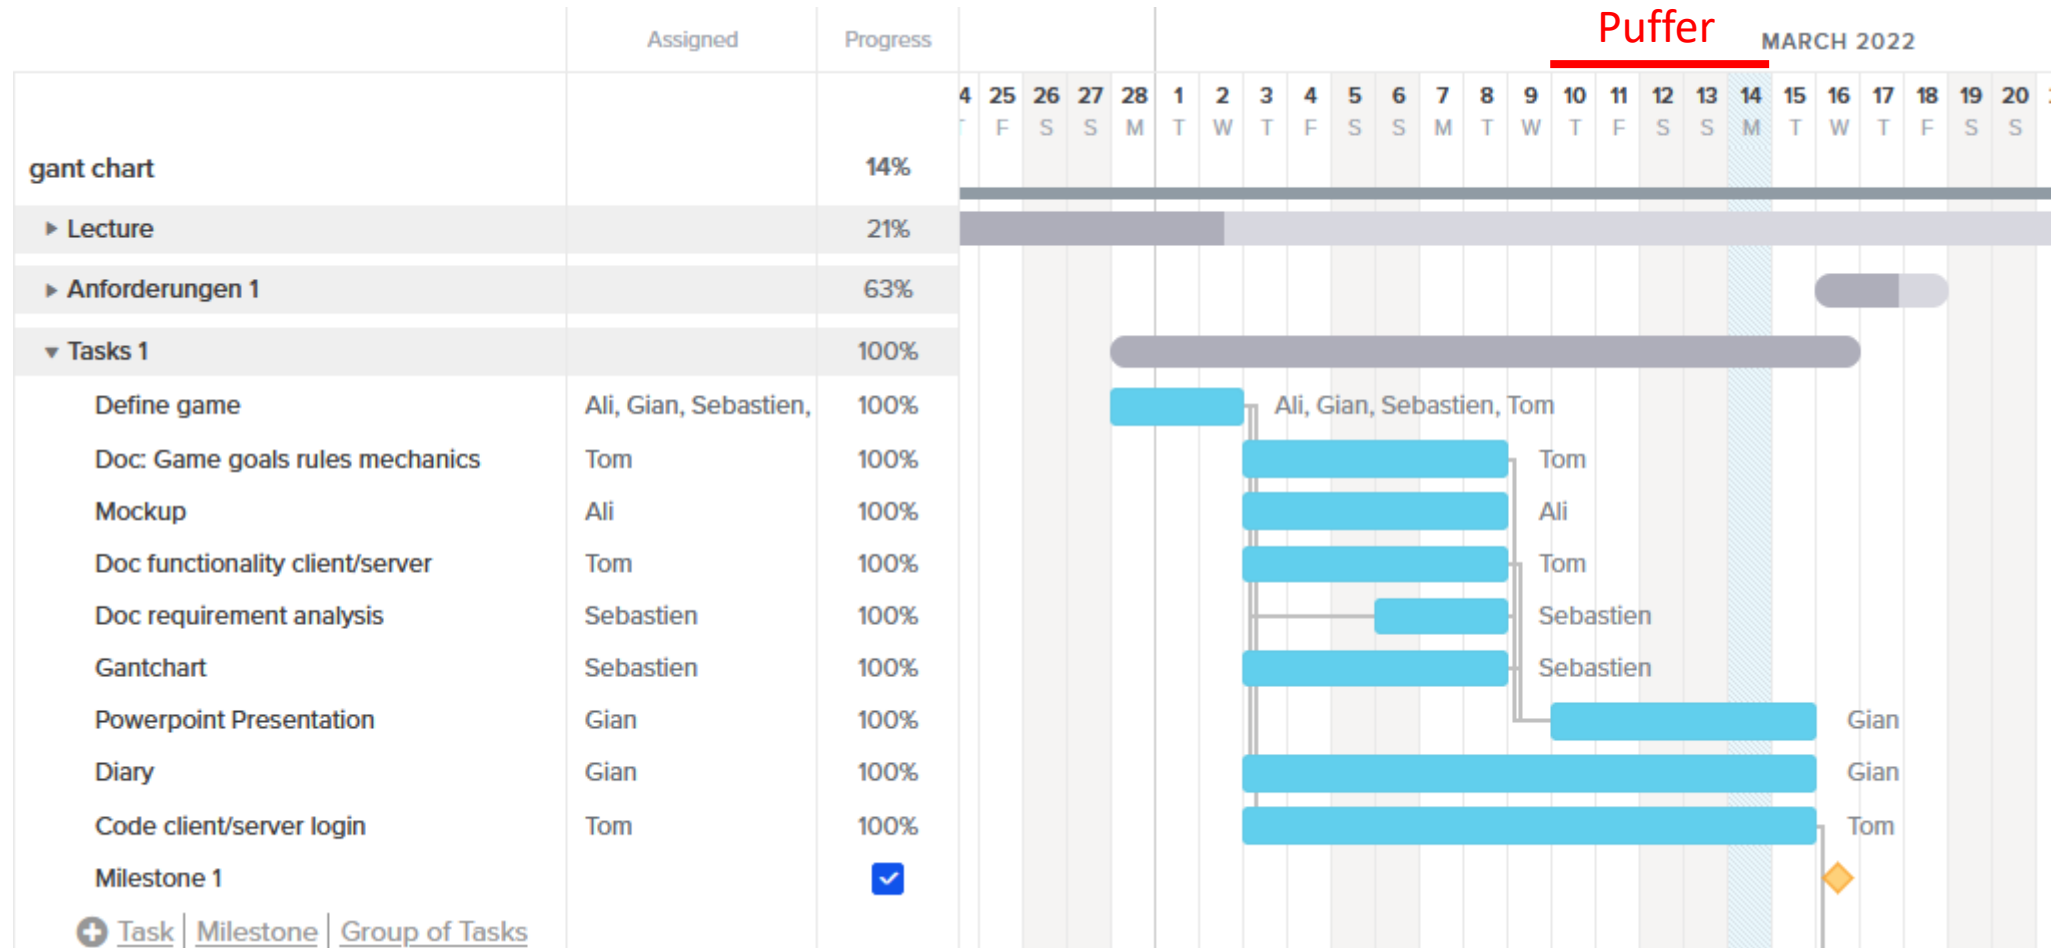 Puffer
Assigned Progress MARCH 2022
4 25 26 27 28 1 2 3 4 5 6 7 8 9 10 11 12 13 14 15 16 17 18 19 20
F S S M T W T F S S M T W T F S S M T W T F S S
gant chart 14%
Lecture 21%
Anforderungen 1 63%
Tasks 1 100%
Define game Ali, Gian, Sebastien, 100% Ali, Gian, Sebastien, Tom
Doc: Game goals rules mechanics Tom 100% Tom
Mockup Ali 100% Ali
Doc functionality client/server Tom 100% Tom
Doc requirement analysis Sebastien 100% Sebastien
Gantchart Sebastien 100% Sebastien
Powerpoint Presentation Gian 100% Gian
Diary Gian 100% Gian
Code client/server login Tom 100% Tom
Milestone 1
Task | Milestone | Group of Tasks